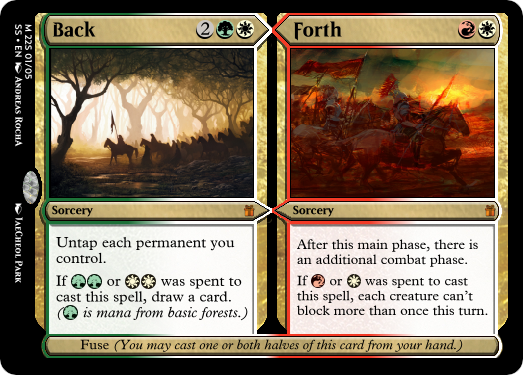 Back 2
Sorcery
Untap each permanent you
control.
If or was spent to
cast this spell, draw a card.
( is mana from basic forests.)
Forth
Sorcery
After this main phase, there is
an additional combat phase.
If or was spent to cast
this spell, each creature can't
block more than once this turn.
Fuse (You may cast one or both halves of this card from your hand.)
M 22S 01/05
SS • EN ANDREAS ROCHA
JAECHEOL PARK